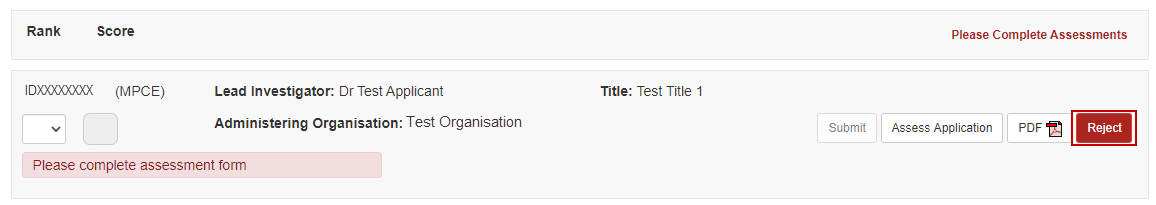 Rank Score Please Complete Assessments
IDXXXXXXXX (MPCE) Lead Investigator: Dr Test Applicant Title: Test Title 1
Administering Organisation: Test Organisation Submit Assess Application PDF Reject
Please complete assessment form